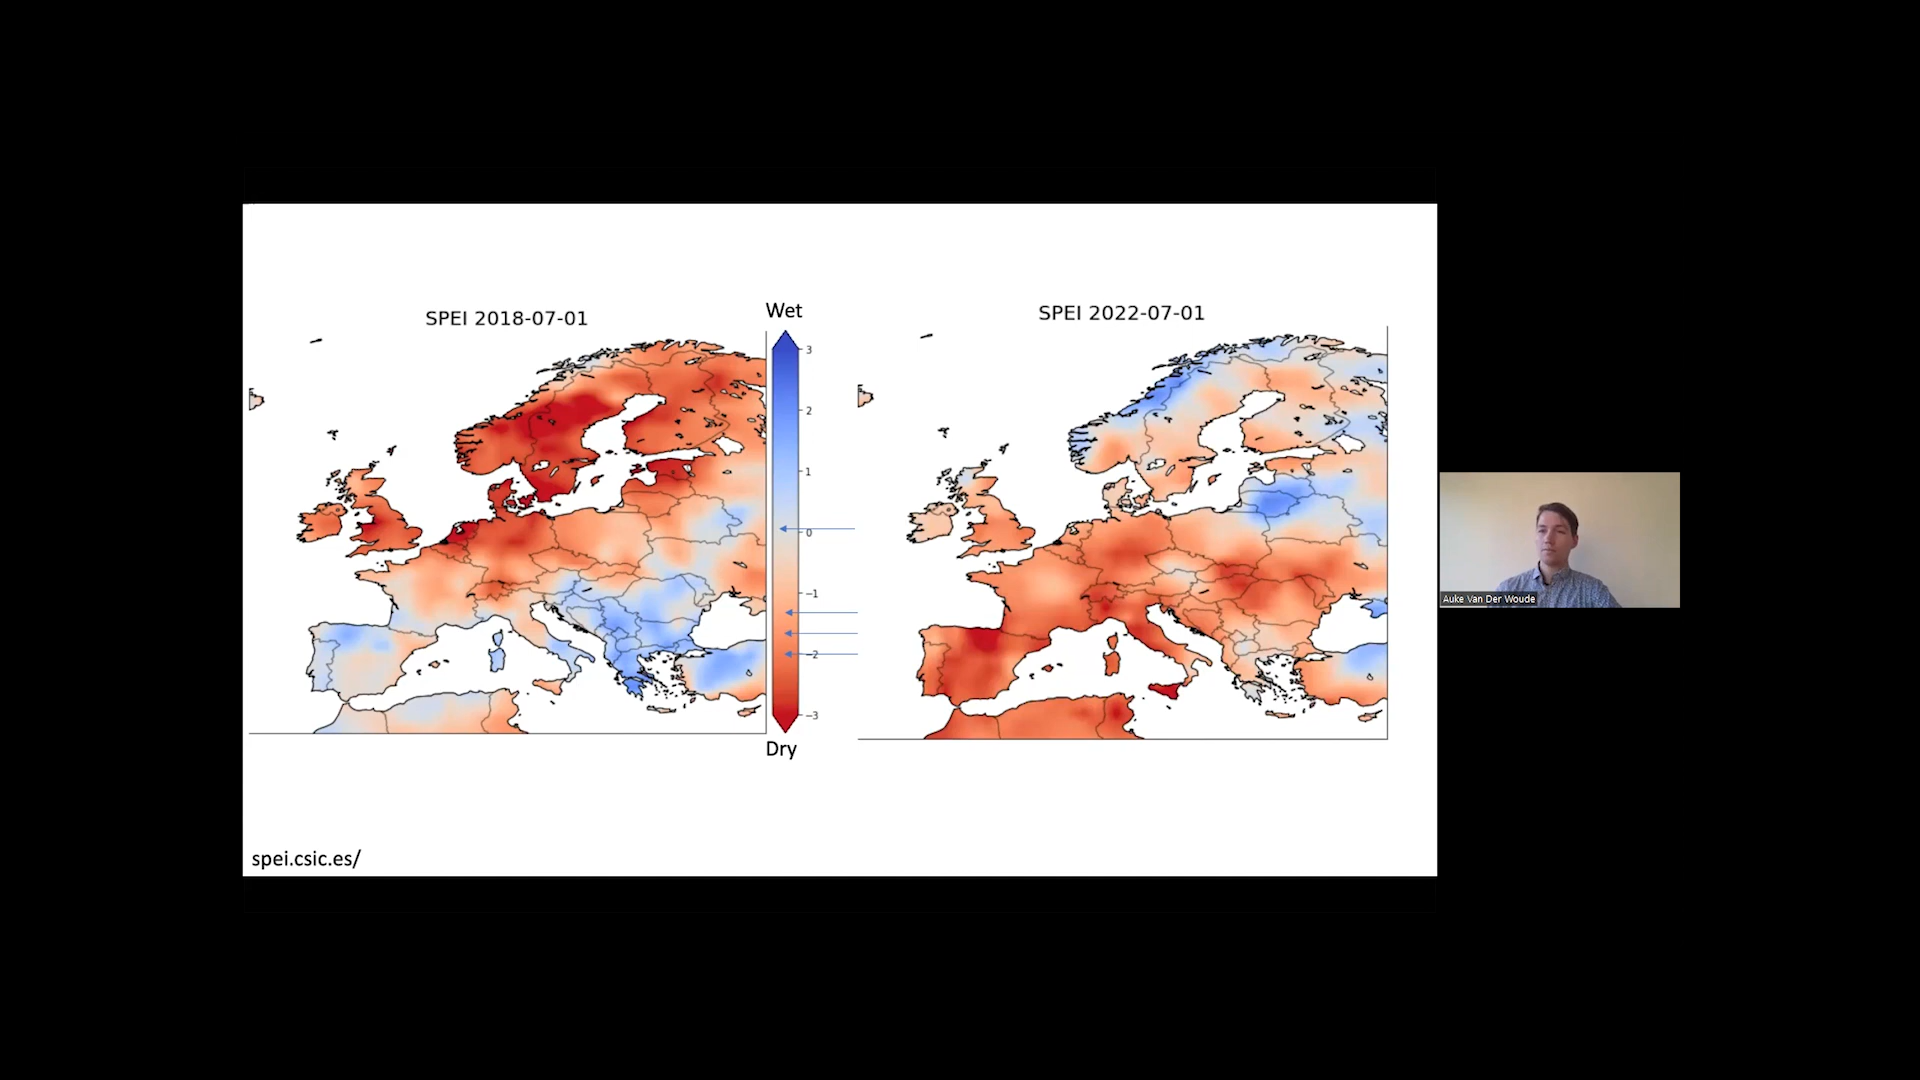 SPEI 2018-07-01
Wet
SPEI 2022-07-01
3
2
1
0
−1
−2
−3
Dry
spei.csic.es/
Auke Van Der Woude